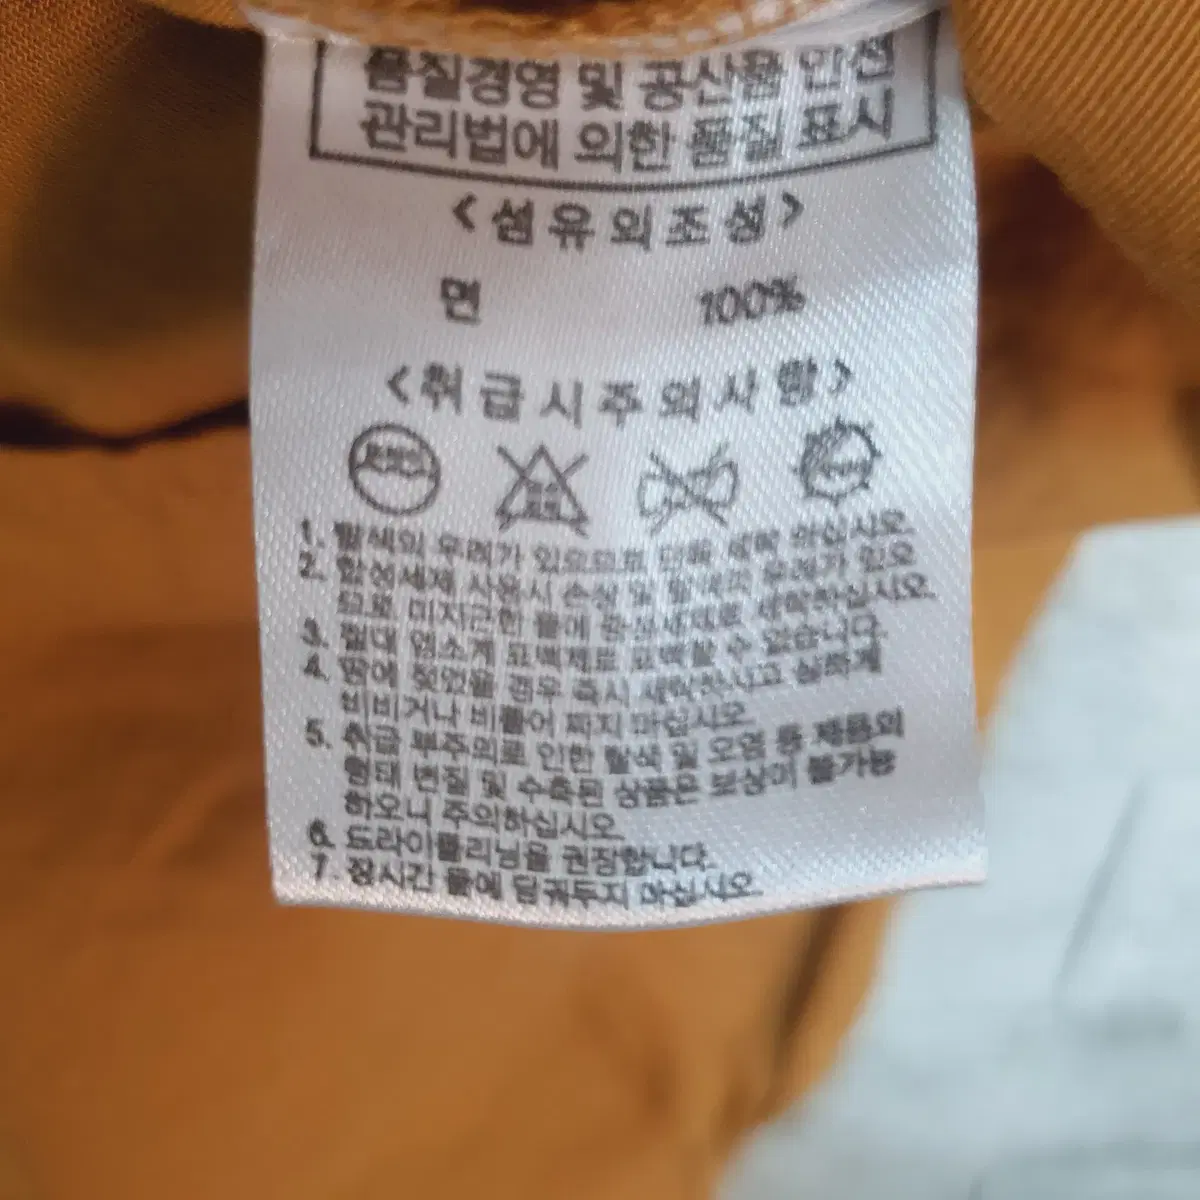 품질경영 및 공산품 안전
관리법에 의한 품질 표시
<섬유의조성>
면 100%
<취급시주의사항>
1. 탈색의 우려가 있으므로 단독 세탁 하십시오.
2. 합성세제 사용시 손상 및 탈색의 우려가 있으
므로 미지근한 물에 중성세제로 세탁하십시오.
3. 절대 염소계 표백제로 표백할 수 없습니다.
4. 땀에 젖었을 경우 즉시 세탁하시고 심하게
비비거나 비틀어 짜지 마십시오.
5. 취급 부주의로 인한 탈색 및 오염 등 제품의
형태 변질 및 수축된 상품은 보상이 불가능
하오니 주의하십시오.
6. 드라이클리닝을 권장합니다.
7. 장시간 물에 담궈두지 마십시오.